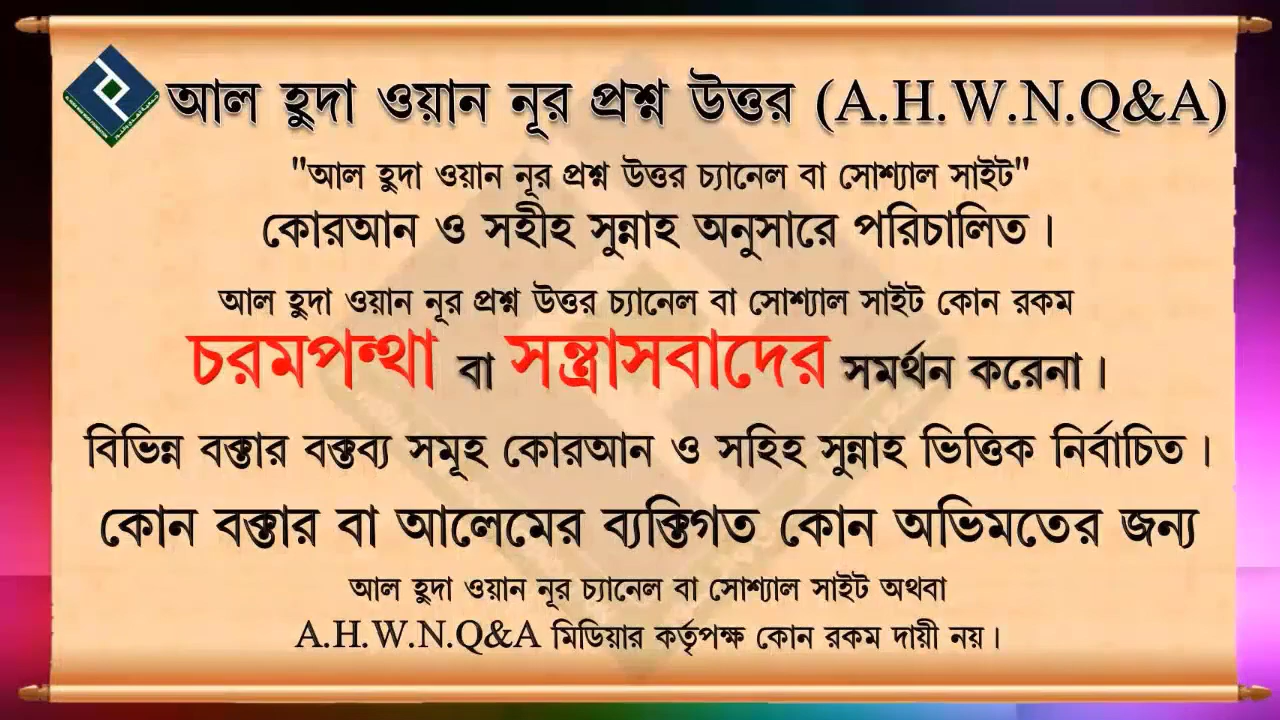 আল হুদা ওয়ান নূর প্রশ্ন উত্তর (A.H.W.N.Q&A)
"আল হুদা ওয়ান নূর প্রশ্ন উত্তর চ্যানেল বা সোশ্যাল সাইট"
কোরআন ও সহীহ সুন্নাহ অনুসারে পরিচালিত।
আল হুদা ওয়ান নূর প্রশ্ন উত্তর চ্যানেল বা সোশ্যাল সাইট কোন রকম
চরমপন্থা বা সন্ত্রাসবাদের সমর্থন করেনা।
বিভিন্ন বক্তার বক্তব্য সমূহ কোরআন ও সহিহ সুন্নাহ ভিত্তিক নির্বাচিত।
কোন বক্তার বা আলেমের ব্যক্তিগত কোন অভিমতের জন্য
আল হুদা ওয়ান নূর চ্যানেল বা সোশ্যাল সাইট অথবা
A.H.W.N.Q&A মিডিয়ার কর্তৃপক্ষ কোন রকম দায়ী নয়।